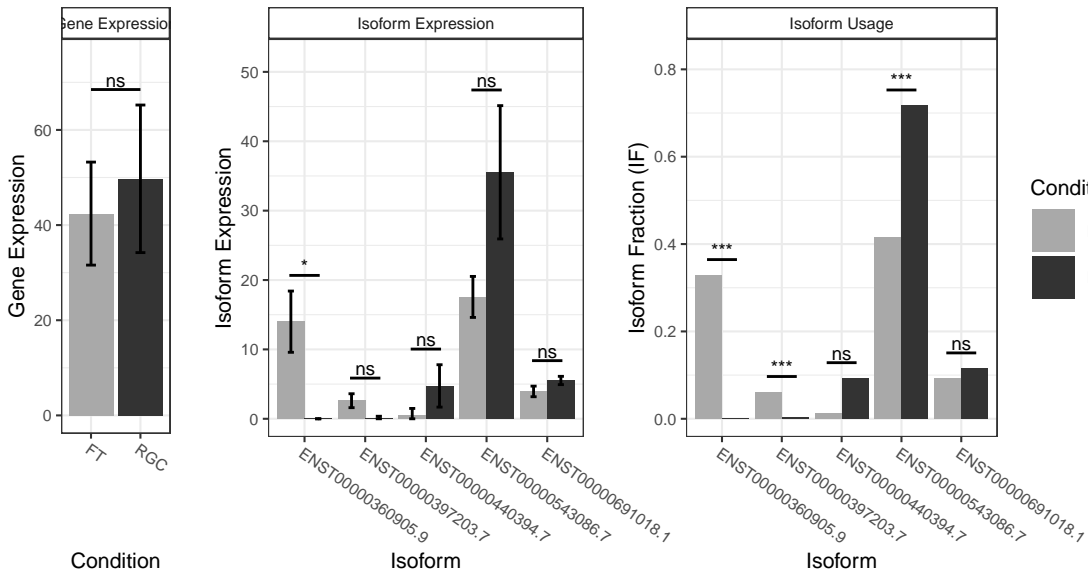 Gene Expression
Isoform Expression
Isoform Usage
Gene Expression
60
40
20
0
ns
FT
RGC
Condition
Isoform Expression
50
40
30
20
10
0
*
ns
ns
ns
ns
ENST00000360905.9
ENST00000397203.7
ENST00000440394.7
ENST00000543086.7
ENST00000691018.1
Isoform
Isoform Fraction (IF)
0.8
0.6
0.4
0.2
0.0
***
***
ns
***
ns
ENST00000360905.9
ENST00000397203.7
ENST00000440394.7
ENST00000543086.7
ENST00000691018.1
Isoform
Condit